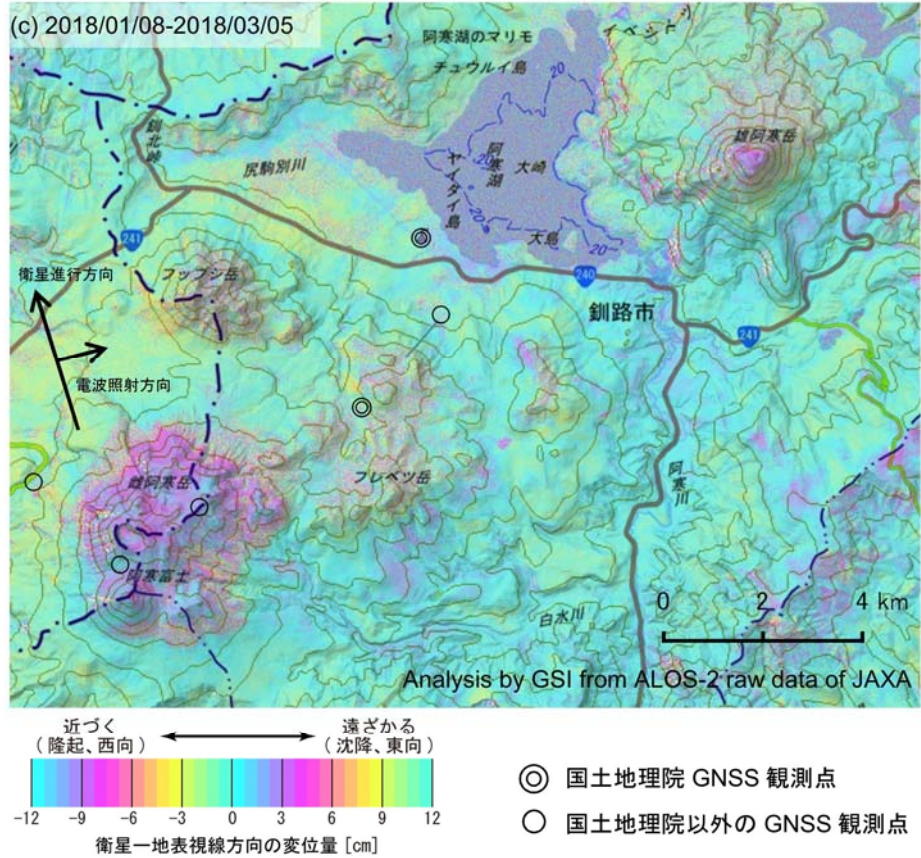 (c) 2018/01/08-2018/03/05
阿寒湖のマリモ
イベシベツ
チュウルイ島
20
釧北峠
尻駒別川
20
阿寒湖
大崎
ヤイタイ島
雄阿寒岳
20
大島
20
241
フップシ岳
240
釧路市
241
衛星進行方向
電波照射方向
雌阿寒岳
フレベツ岳
阿寒川
阿寒富士
白水川
0 2 4 km
Analysis by GSI from ALOS-2 raw data of JAXA
近づく 遠ざかる
(隆起、西向) (沈降、東向)
-12 -9 -6 -3 0 3 6 9 12
衛星―地表視線方向の変位量 [cm]
国土地理院 GNSS 観測点
国土地理院以外の GNSS 観測点